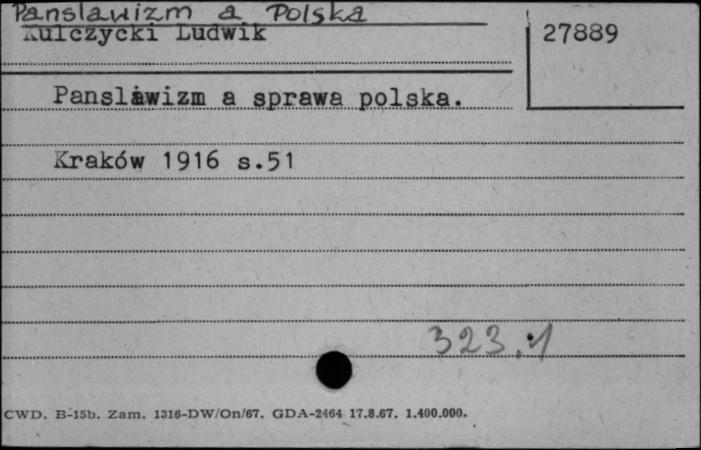 Panslawizm a Polska
Kulczycki Ludwik
27889
Panslawizm a sprawa polska.
Kraków 1916 s.51
323.1
CWD. B-15b. Zam. 1316-DW/On/67. GDA-2464 17.8.67. 1.400.000.